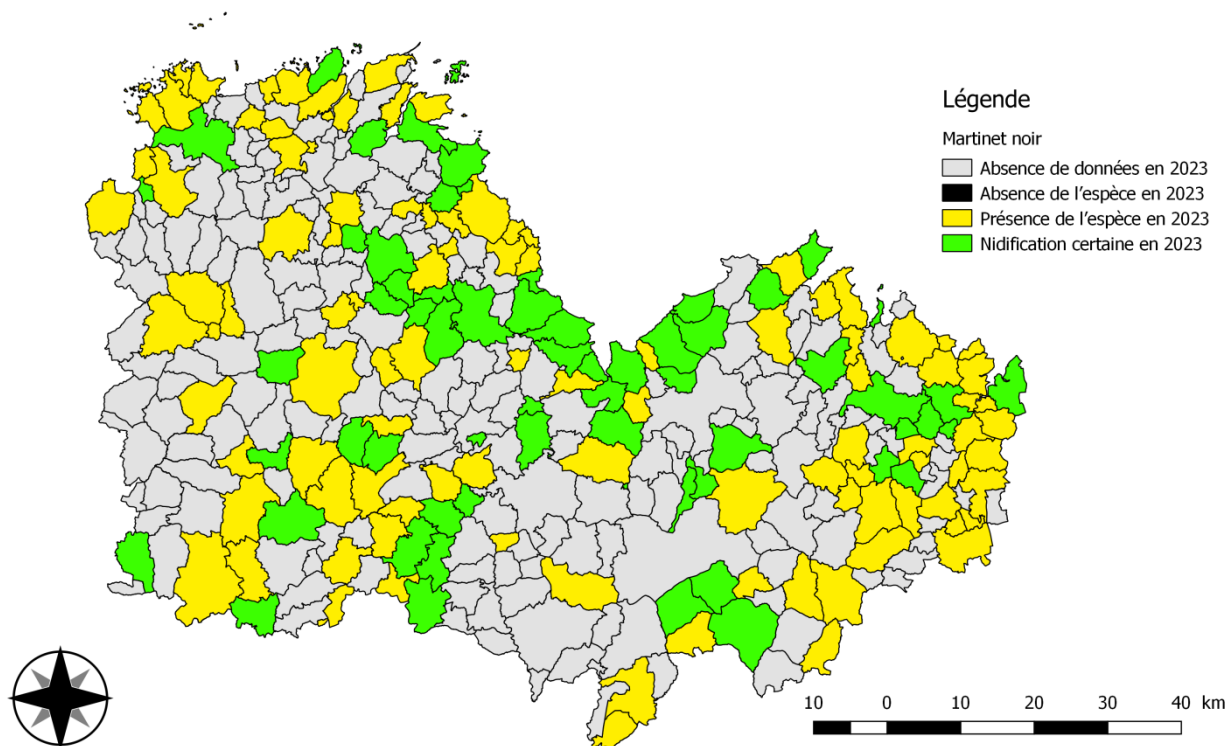 Légende
Martinet noir
Absence de données en 2023
Absence de l'espèce en 2023
Présence de l'espèce en 2023
Nidification certaine en 2023
10 0 10 20 30 40 km